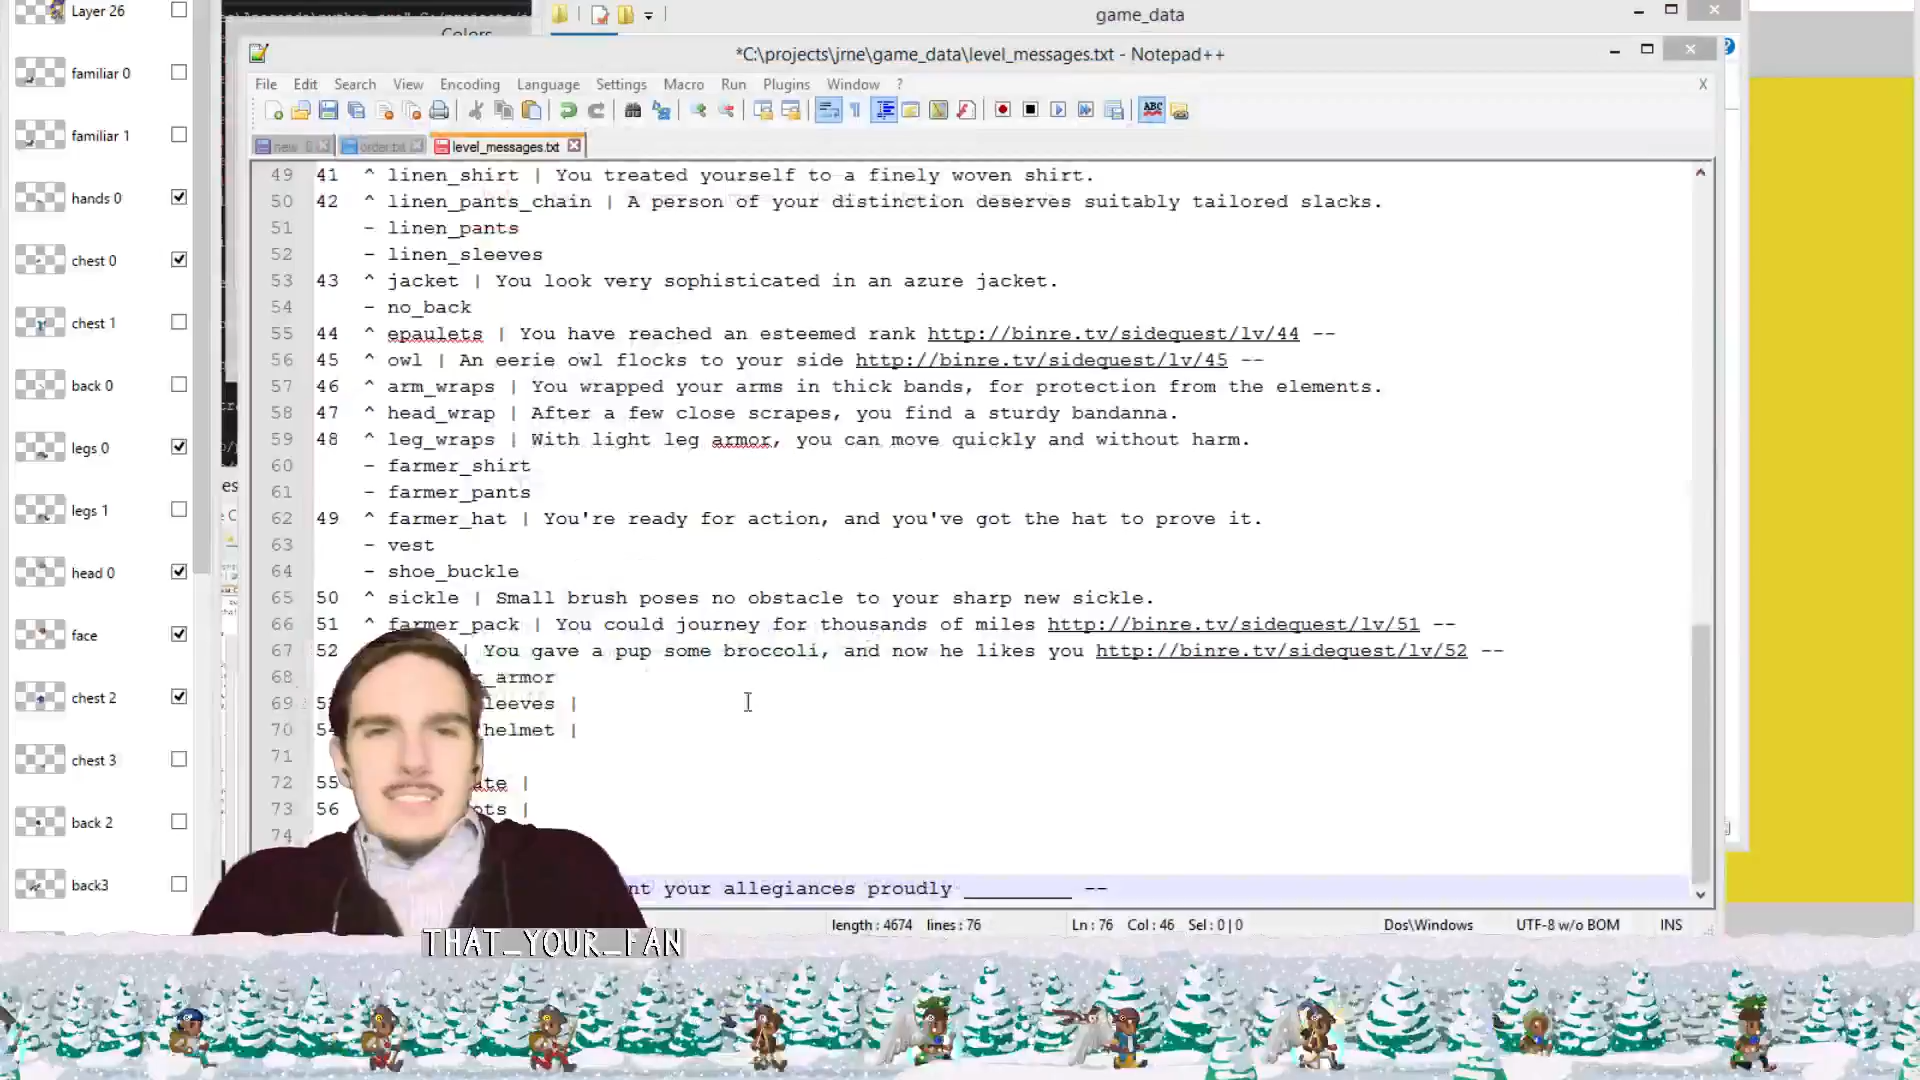 Layer 26
familiar 0
familiar 1
hands 0
chest 0
chest 1
back 0
legs 0
legs 1
head 0
face
chest 2
chest 3
back 2
back3
Colors
game_data
*C:\projects\jrne\game_data\level_messages.txt - Notepad++
File Edit Search View Encoding Language Settings Macro Run Plugins Window ?
X
new 0 order.txt level_messages.txt
49 41 ^ linen_shirt | You treated yourself to a finely woven shirt.
50 42 ^ linen_pants_chain | A person of your distinction deserves suitably tailored slacks.
51 - linen_pants
52 - linen_sleeves
53 43 ^ jacket | You look very sophisticated in an azure jacket.
54 - no_back
55 44 ^ epaulets | You have reached an esteemed rank http://binre.tv/sidequest/lv/44 --
56 45 ^ owl | An eerie owl flocks to your side http://binre.tv/sidequest/lv/45 --
57 46 ^ arm_wraps | You wrapped your arms in thick bands, for protection from the elements.
58 47 ^ head_wrap | After a few close scrapes, you find a sturdy bandanna.
59 48 ^ leg_wraps | With light leg armor, you can move quickly and without harm.
60 - farmer_shirt
61 - farmer_pants
62 49 ^ farmer_hat | You're ready for action, and you've got the hat to prove it.
63 - vest
64 - shoe_buckle
65 50 ^ sickle | Small brush poses no obstacle to your sharp new sickle.
66 51 ^ farmer_pack | You could journey for thousands of miles http://binre.tv/sidequest/lv/51 --
67 52 | You gave a pup some broccoli, and now he likes you http://binre.tv/sidequest/lv/52 --
68 _armor
69 leeves |
70 helmet |
71
72 55 ate |
73 56 ots |
74
nt your allegiances proudly _________ --
length : 4674 lines : 76 Ln : 76 Col : 46 Sel : 0 | 0 Dos\Windows UTF-8 w/o BOM INS
THAT_YOUR_FAN